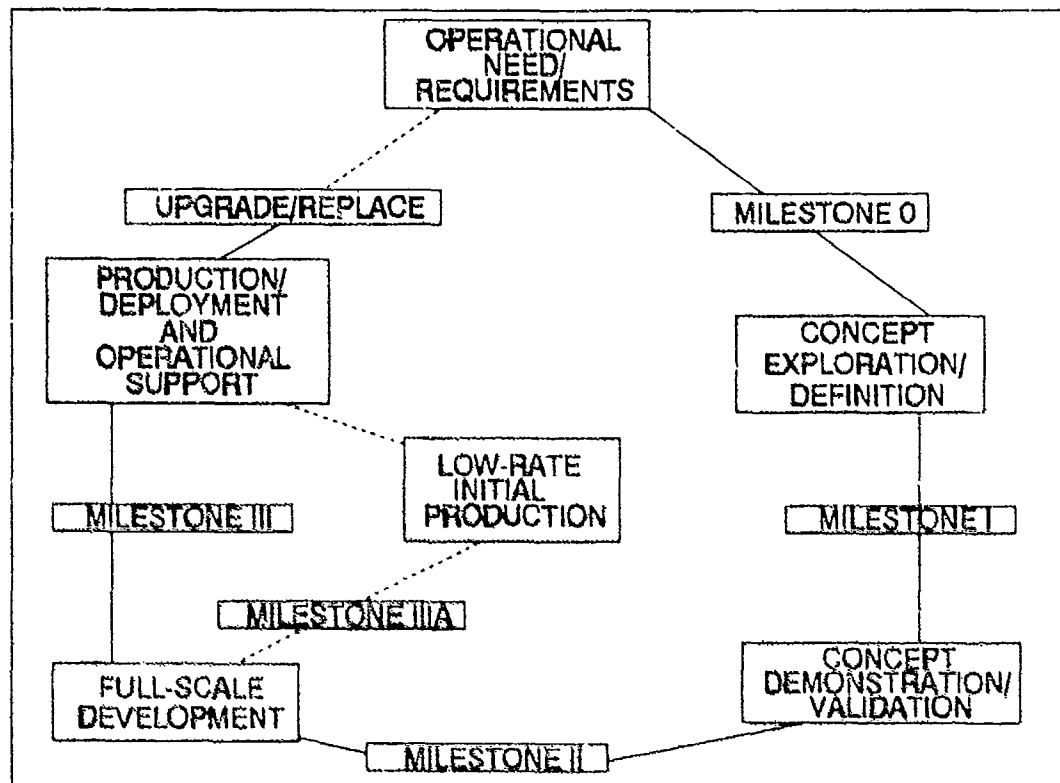 OPERATIONAL
NEED/
REQUIREMENTS
UPGRADE/REPLACE
MILESTONE 0
PRODUCTION/
DEPLOYMENT
AND
OPERATIONAL
SUPPORT
CONCEPT
EXPLORATION/
DEFINITION
LOW-RATE
INITIAL
PRODUCTION
MILESTONE III
MILESTONE I
MILESTONE IIIA
FULL-SCALE
DEVELOPMENT
CONCEPT
DEMONSTRATION/
VALIDATION
MILESTONE II